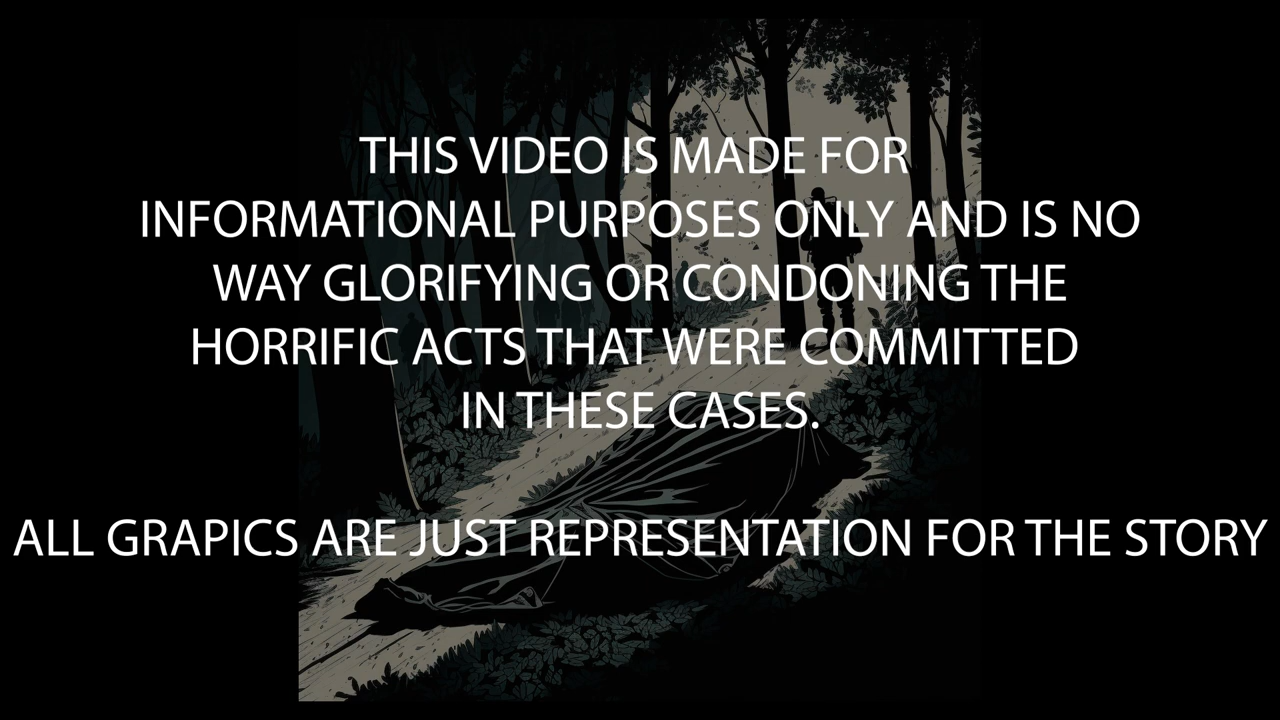 THIS VIDEO IS MADE FOR
INFORMATIONAL PURPOSES ONLY AND IS NO
WAY GLORIFYING OR CONDONING THE
HORRIFIC ACTS THAT WERE COMMITTED
IN THESE CASES.
ALL GRAPICS ARE JUST REPRESENTATION FOR THE STORY